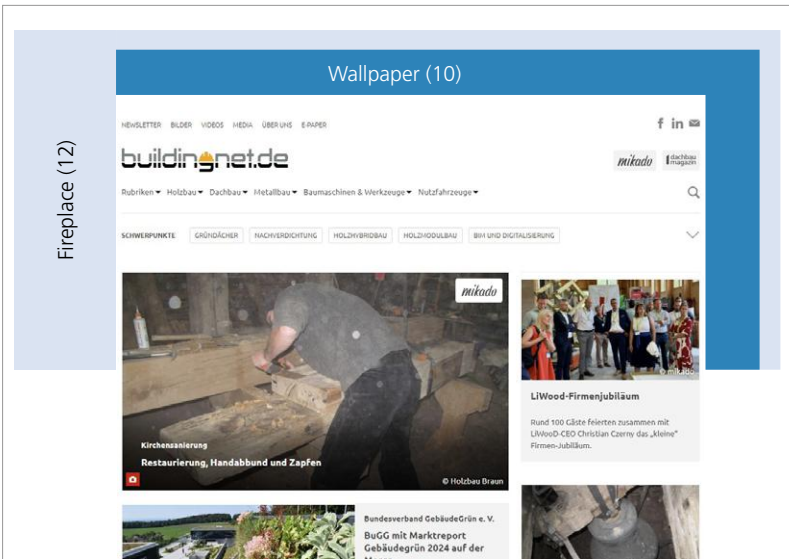 Wallpaper (10)
Fireplace (12)
NEWSLETTER BILDER VIDEOS MEDIA ÜBER UNS E-PAPER
f in
buildingnet.de
mikado dachbau magazin
Rubriken Holzbau Dachbau Metallbau Baumaschinen & Werkzeuge Nutzfahrzeuge
SCHWERPUNKTE GRÜNDÄCHER NACHVERDICHTUNG HOLZHYBRIDBAU HOLZMODULBAU BIM UND DIGITALISIERUNG
mikado
Kirchensanierung
Restaurierung, Handabbund und Zapfen
© Holzbau Braun
© mikado
LiWood-Firmenjubiläum
Rund 100 Gäste feierten zusammen mit
LiWooD-CEO Christian Czerny das „kleine"
Firmen-Jubiläum.
Bundesverband GebäudeGrün e. V.
BuGG mit Marktreport
Gebäudegrün 2024 auf der